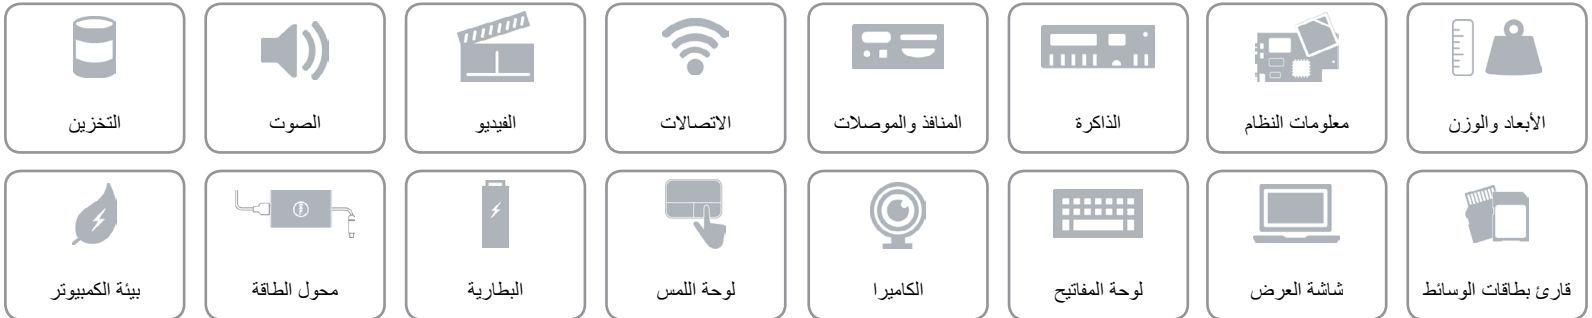 الأبعاد والوزن
معلومات النظام
الذاكرة
المنافذ والموصلات
الاتصالات
الفيديو
الصوت
التخزين
قارئ بطاقات الوسائط
شاشة العرض
لوحة المفاتيح
الكاميرا
لوحة اللمس
البطارية
محول الطاقة
بيئة الكمبيوتر